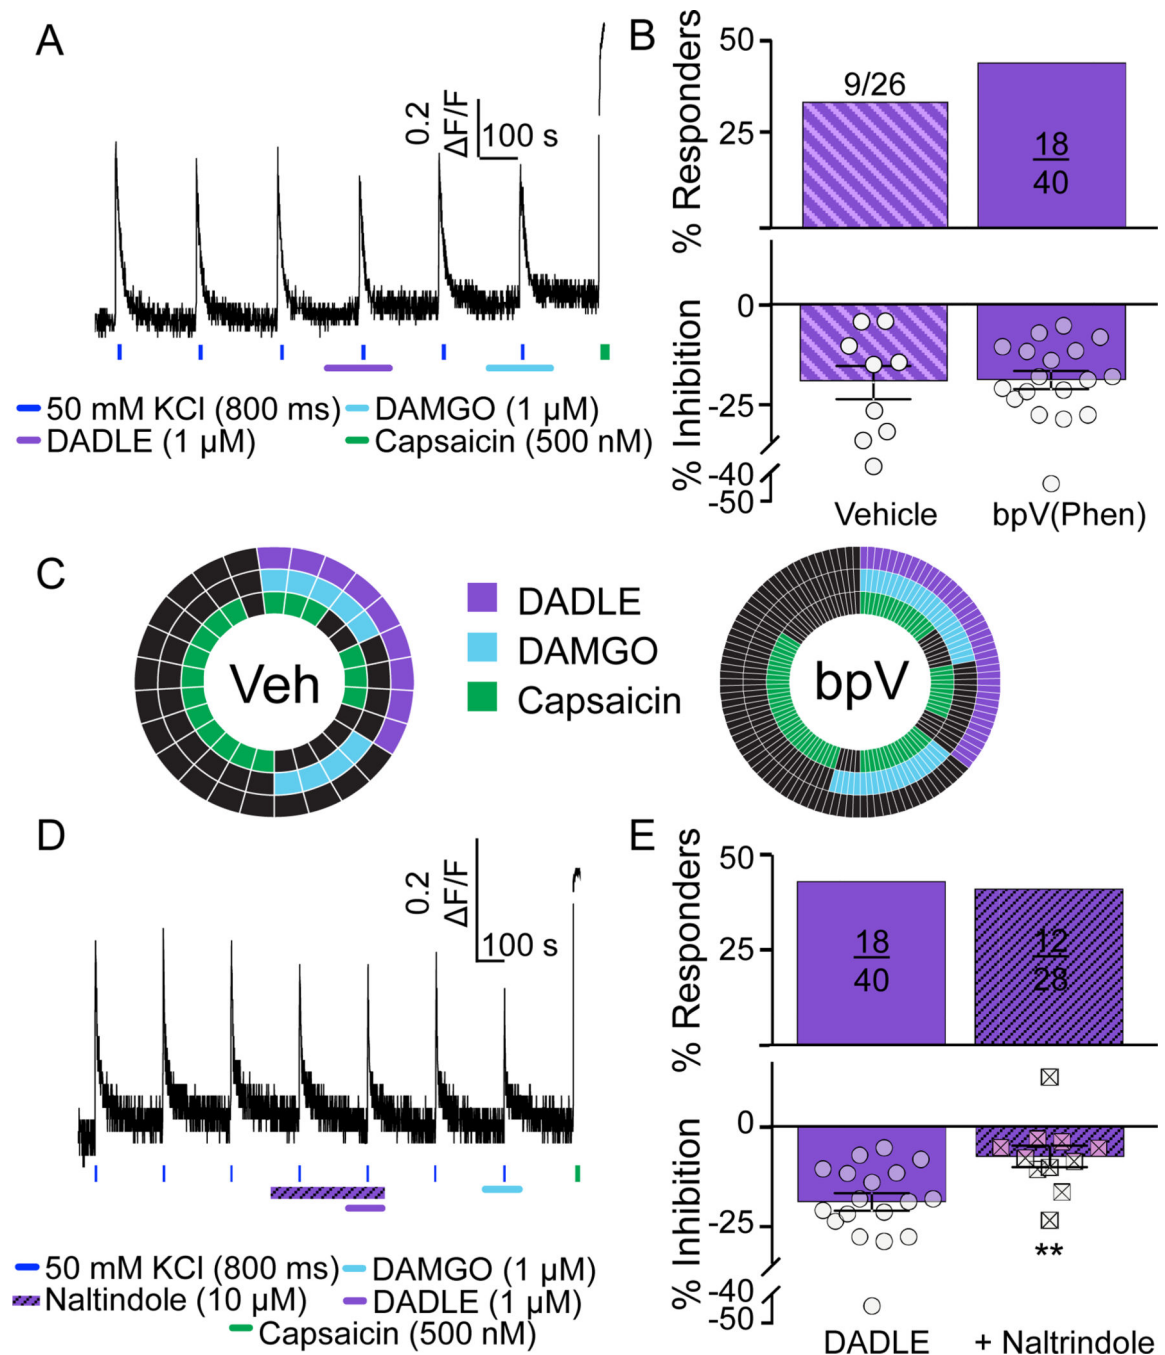 A
0.2
ΔF/F
100 s
50 mM KCl (800 ms)
DAMGO (1 µM)
DADLE (1 µM)
Capsaicin (500 nM)
B
% Responders
50
25
9/26
18
40
% Inhibition
0
-25
-40
-50
Vehicle
bpV(Phen)
C
Veh
DADLE
DAMGO
Capsaicin
bpV
D
0.2
ΔF/F
100 s
50 mM KCl (800 ms)
DAMGO (1 µM)
Naltindole (10 µM)
DADLE (1 µM)
Capsaicin (500 nM)
E
% Responders
50
25
18
40
12
28
% Inhibition
0
-25
-40
-50
**
DADLE
+ Naltrindole